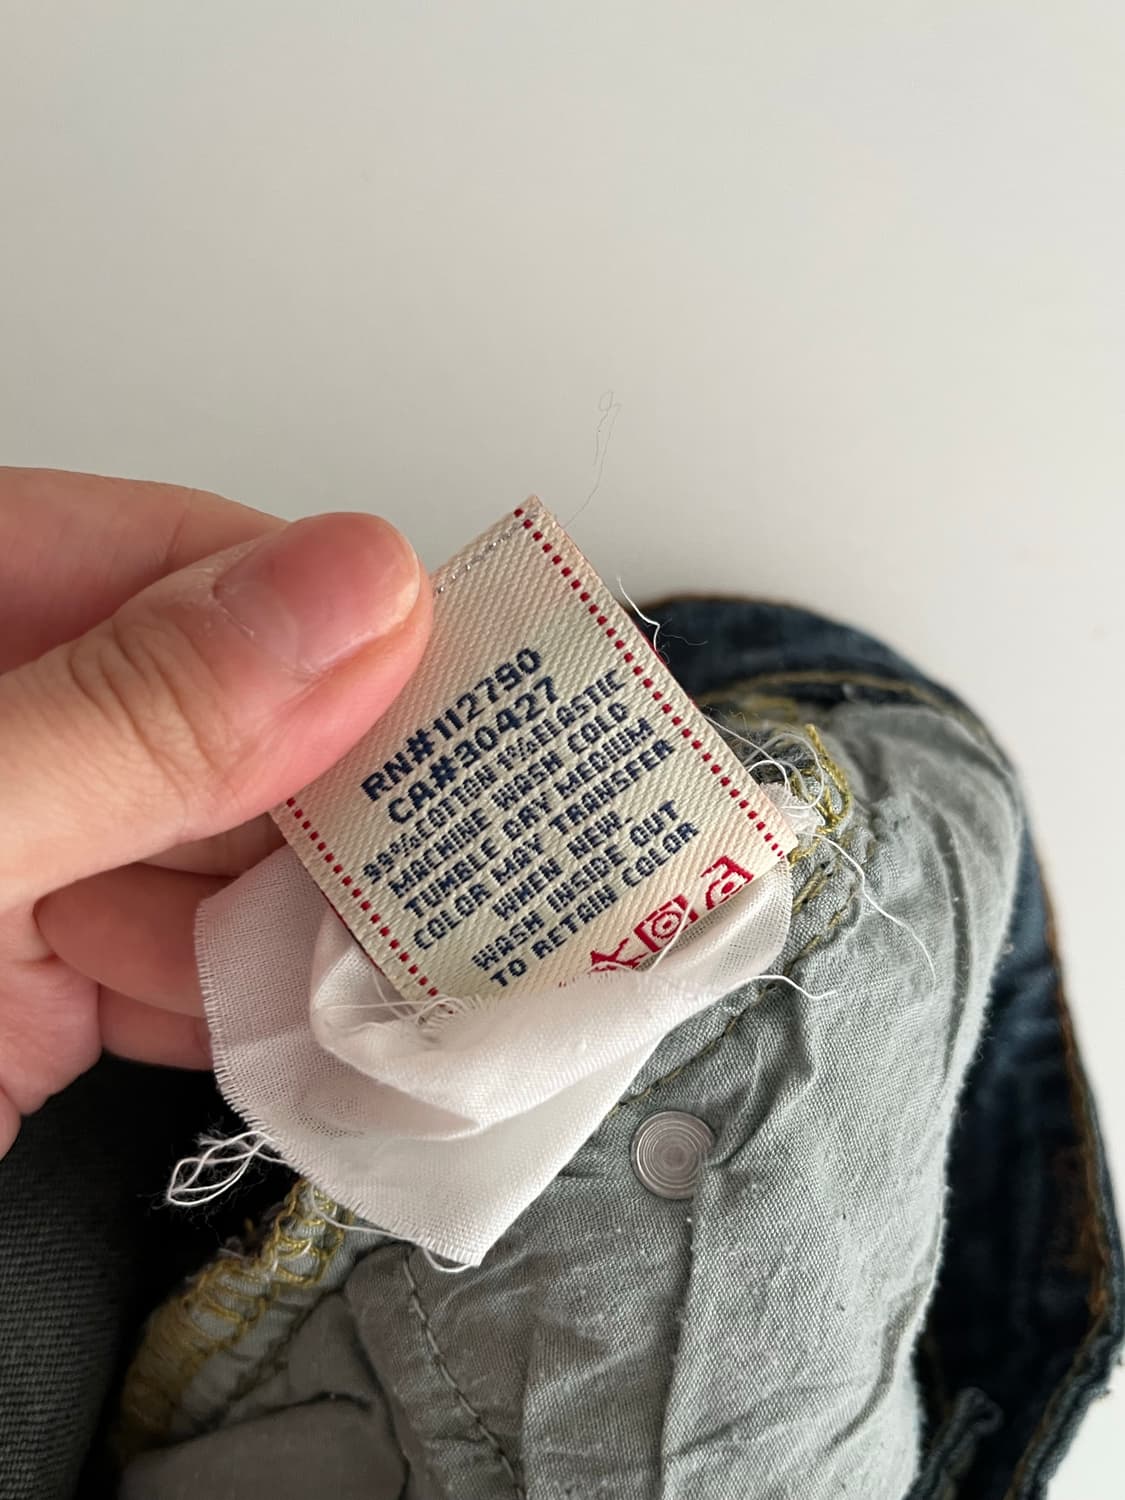 RN#112790
CA#30427
99%COTTON 1%ELASTIC
MACHINE WASH COLD
TUMBLE DRY MEDIUM
COLOR MAY TRANSFER
WHEN NEW.
WASH INSIDE OUT
TO RETAIN COLOR